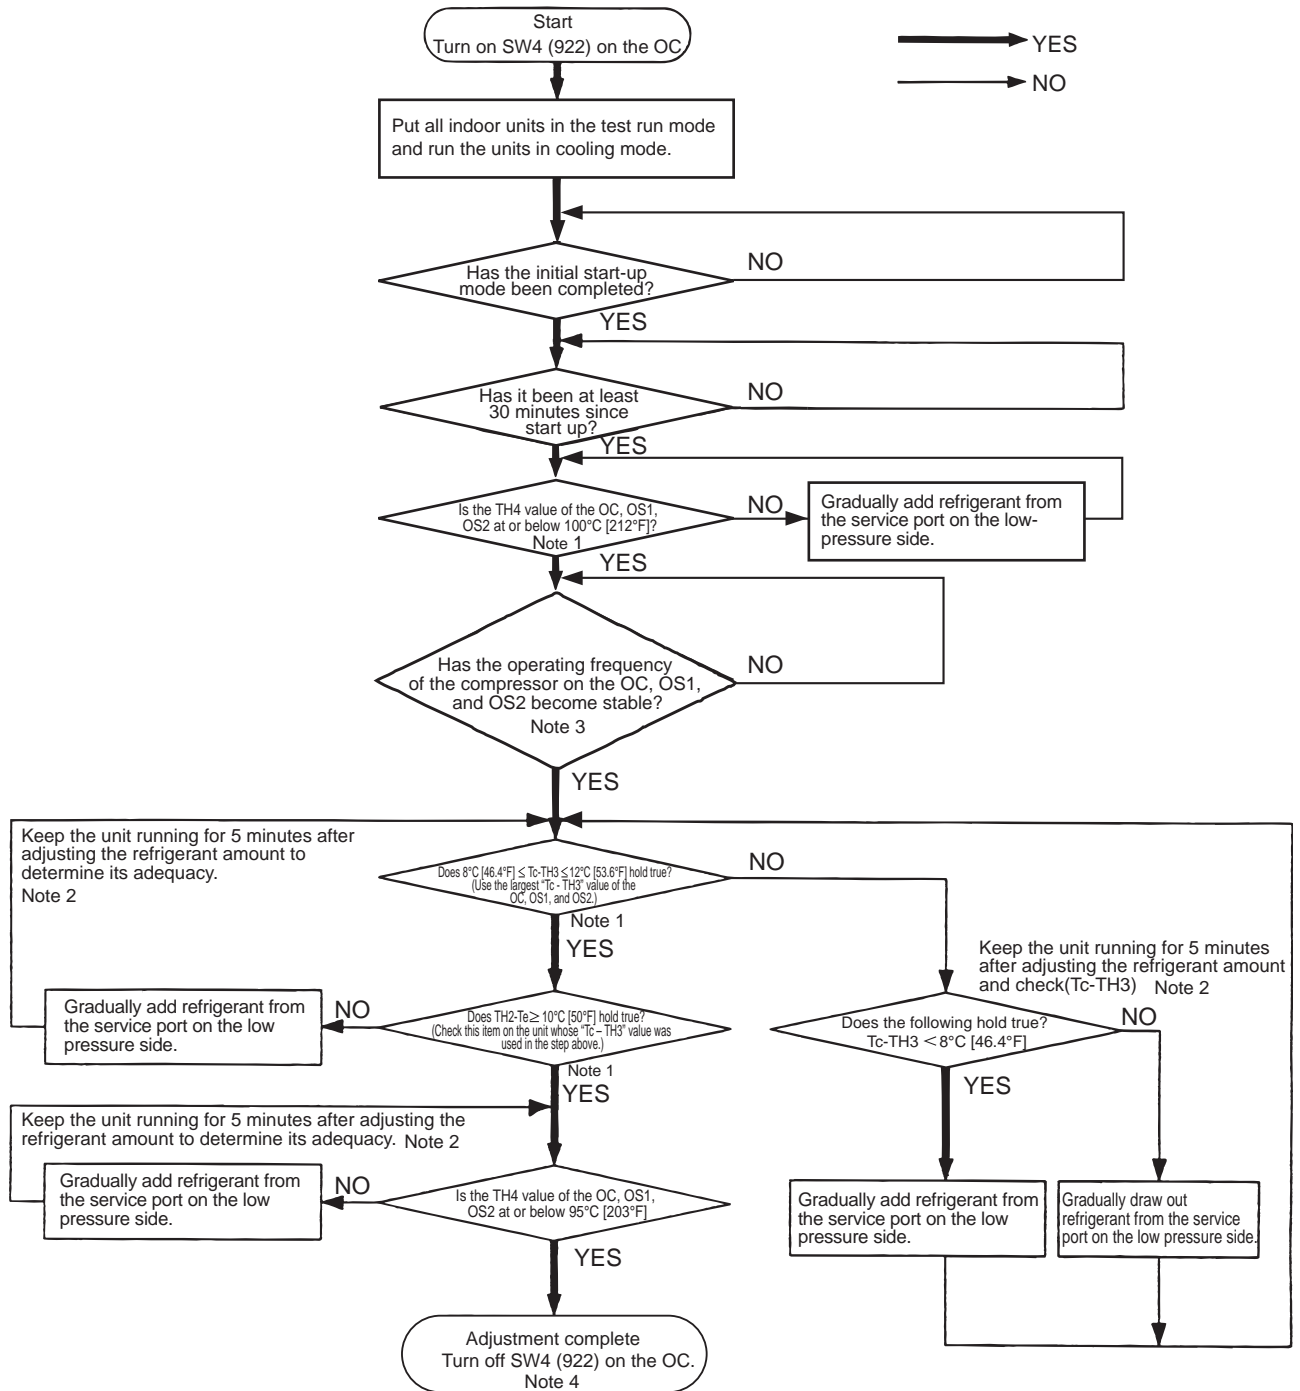 Start
Turn on SW4 (922) on the OC.
YES
NO
Put all indoor units in the test run mode
and run the units in cooling mode.
Has the initial start-up
mode been completed?
NO
YES
Has it been at least
30 minutes since
start up?
NO
YES
Is the TH4 value of the OC, OS1,
OS2 at or below 100°C [212°F]?
Note 1
NO
Gradually add refrigerant from
the service port on the low-
pressure side.
YES
Has the operating frequency
of the compressor on the OC, OS1,
and OS2 become stable?
Note 3
NO
YES
Keep the unit running for 5 minutes after
adjusting the refrigerant amount to
determine its adequacy.
Note 2
Does 8°C [46.4°F] ≤ Tc-TH3 ≤12°C [53.6°F] hold true?
(Use the largest “Tc - TH3” value of the
OC, OS1, and OS2.)
Note 1
NO
YES
Keep the unit running for 5 minutes
after adjusting the refrigerant amount
and check(Tc-TH3) Note 2
Gradually add refrigerant from
the service port on the low
pressure side.
NO
Does TH2-Te≥ 10°C [50°F] hold true?
(Check this item on the unit whose “Tc – TH3” value was
used in the step above.)
Note 1
YES
Does the following hold true?
Tc-TH3 <8°C [46.4°F]
NO
YES
Keep the unit running for 5 minutes after adjusting the
refrigerant amount to determine its adequacy. Note 2
Gradually add refrigerant from
the service port on the low
pressure side.
NO
Is the TH4 value of the OC, OS1,
OS2 at or below 95°C [203°F]
YES
Gradually add refrigerant from
the service port on the low
pressure side.
Gradually draw out
refrigerant from the service
port on the low pressure side.
Adjustment complete
Turn off SW4 (922) on the OC.
Note 4